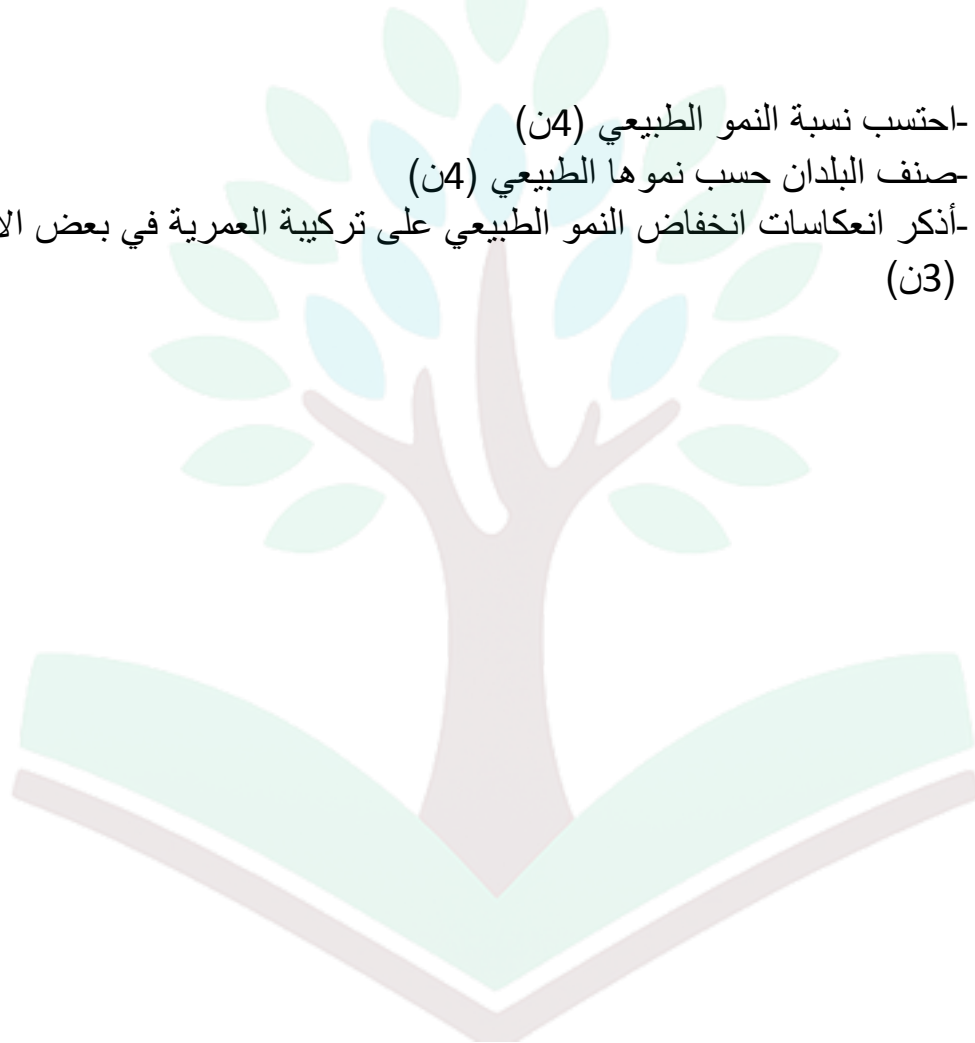 -احتسب نسبة النمو الطبيعي (4ن)
-صنف البلدان حسب نموها الطبيعي (4ن)
-أذكر انعكاسات انخفاض النمو الطبيعي على تركيبة العمرية في بعض
(3ن)